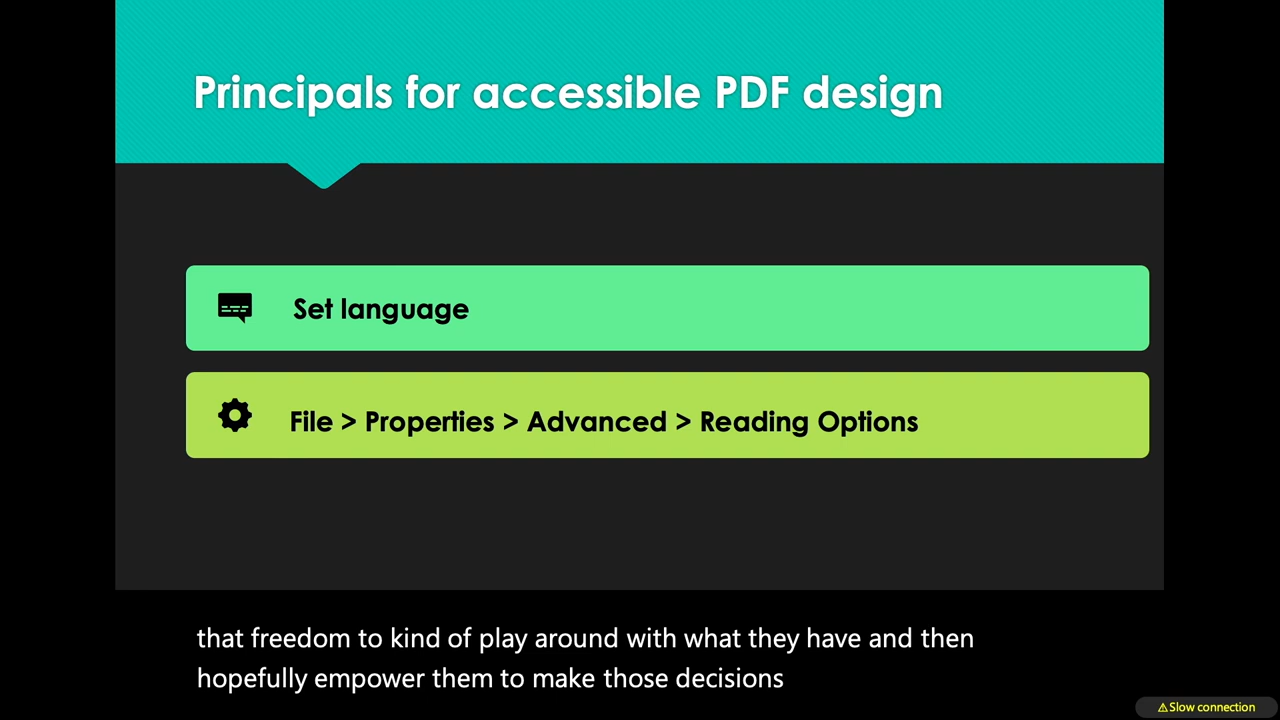 Principals for accessible PDF design
Set language
File > Properties > Advanced > Reading Options
that freedom to kind of play around with what they have and then
hopefully empower them to make those decisions
⚠Slow connection